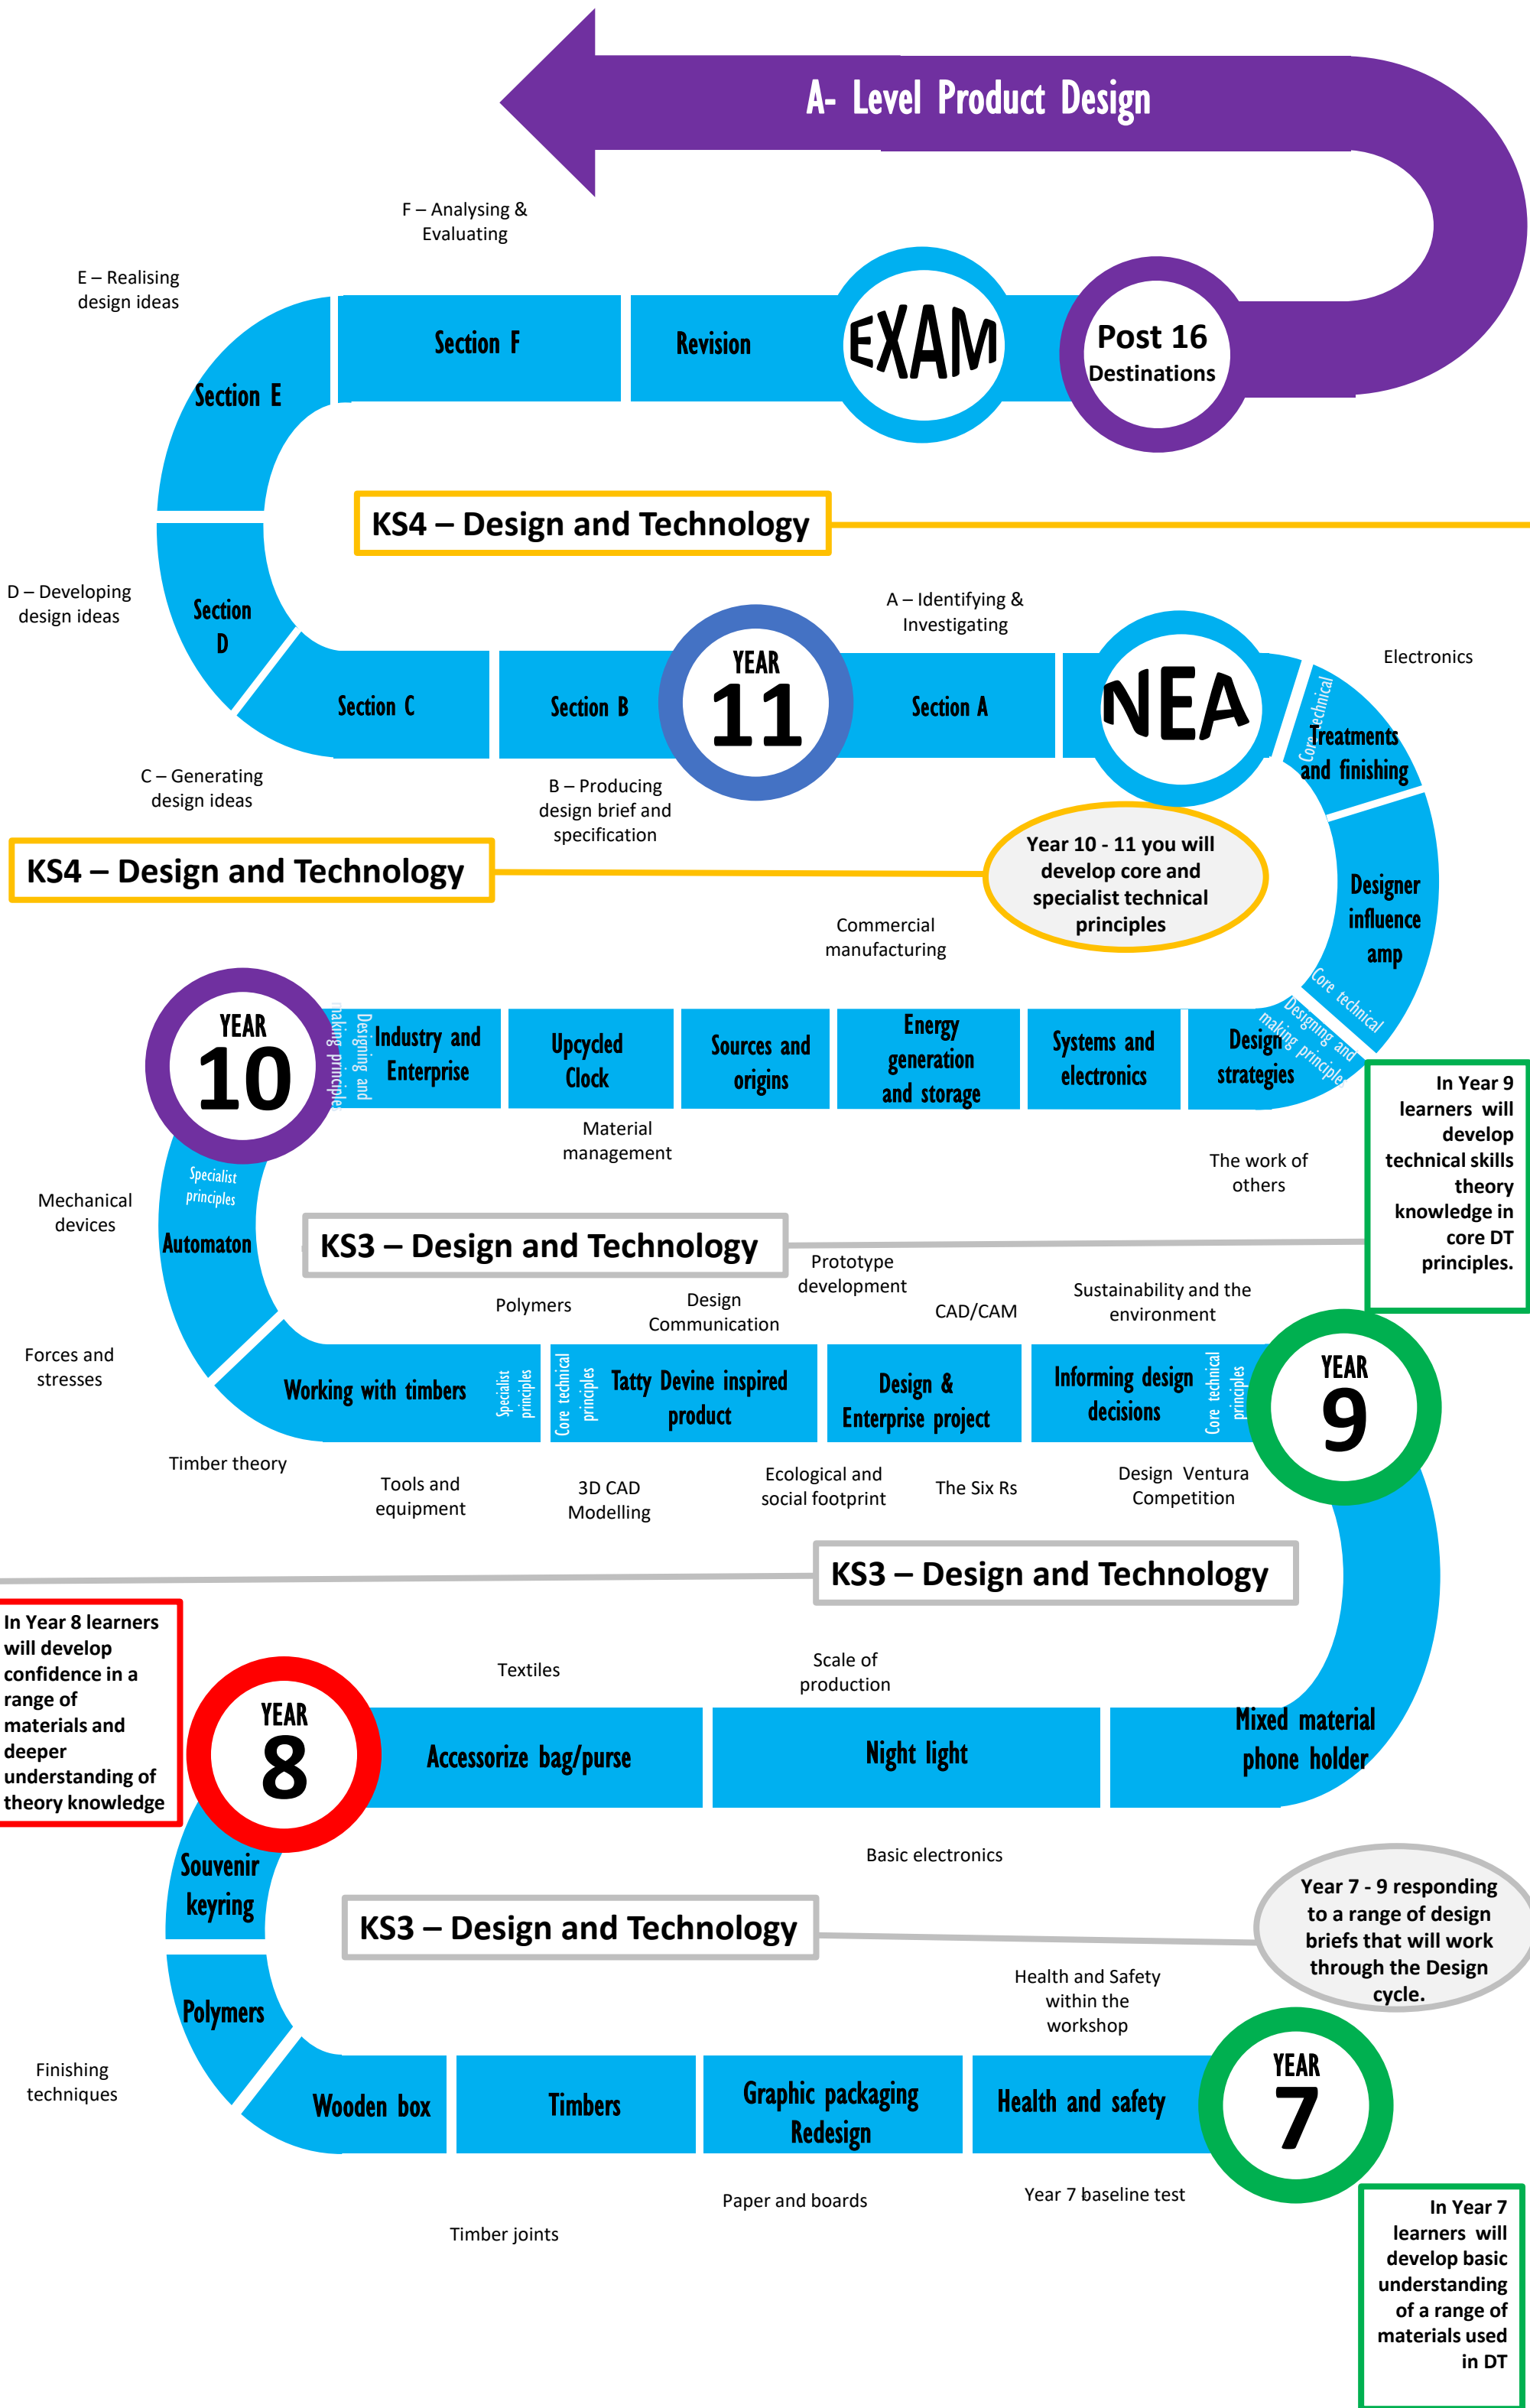 A- Level Product Design
F – Analysing &
Evaluating
E – Realising
design ideas
Section E
Section F
Revision
EXAM
Post 16
Destinations
KS4 – Design and Technology
D – Developing
design ideas
Section
D
A – Identifying &
Investigating
Electronics
Section C
Section B
YEAR
11
Section A
NEA
Core technical
Treatments
and finishing
C – Generating
design ideas
B – Producing
design brief and
specification
KS4 – Design and Technology
Year 10 - 11 you will
develop core and
specialist technical
principles
Designer
influence
amp
Core technical
Commercial
manufacturing
YEAR
10
Designing and
making principles
Industry and
Enterprise
Upcycled
Clock
Sources and
origins
Energy
generation
and storage
Systems and
electronics
Design
strategies
Designing and
making principles
Material
management
The work of
others
In Year 9
learners will
develop
technical skills
theory
knowledge in
core DT
principles.
Mechanical
devices
Specialist
principles
Automaton
KS3 – Design and Technology
Prototype
development
Polymers
Design
Communication
CAD/CAM
Sustainability and the
environment
Forces and
stresses
Working with timbers
Specialist
principles
Core technical
principles
Tatty Devine inspired
product
Design &
Enterprise project
Informing design
decisions
Core technical
principles
YEAR
9
Timber theory
Tools and
equipment
3D CAD
Modelling
Ecological and
social footprint
The Six Rs
Design Ventura
Competition
KS3 – Design and Technology
In Year 8 learners
will develop
confidence in a
range of
materials and
deeper
understanding of
theory knowledge
YEAR
8
Textiles
Scale of
production
Accessorize bag/purse
Night light
Mixed material
phone holder
Basic electronics
Souvenir
keyring
KS3 – Design and Technology
Year 7 - 9 responding
to a range of design
briefs that will work
through the Design
cycle.
Polymers
Health and Safety
within the
workshop
Finishing
techniques
Wooden box
Timbers
Graphic packaging
Redesign
Health and safety
YEAR
7
Timber joints
Paper and boards
Year 7 baseline test
In Year 7
learners will
develop basic
understanding
of a range of
materials used
in DT